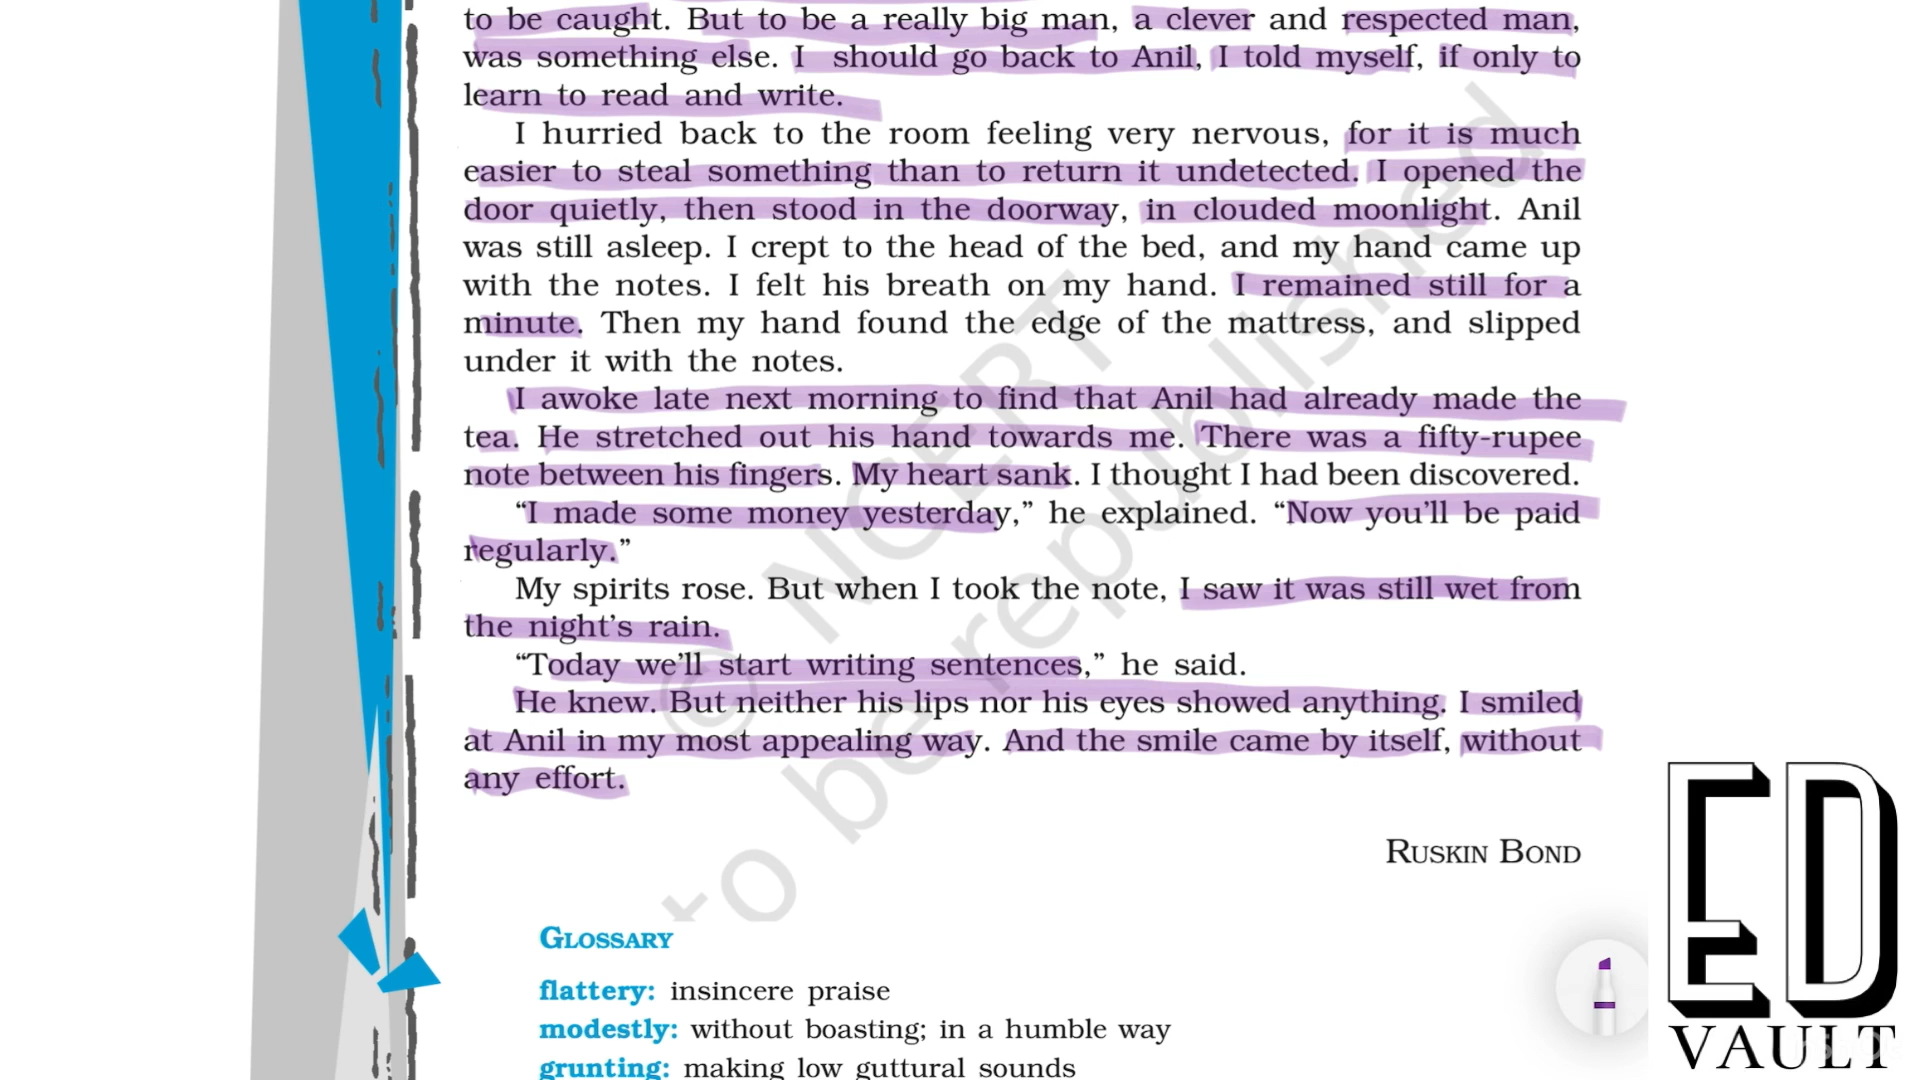 to be caught. But to be a really big man, a clever and respected man,
was something else. I should go back to Anil, I told myself, if only to
learn to read and write.
I hurried back to the room feeling very nervous, for it is much
easier to steal something than to return it undetected. I opened the
door quietly, then stood in the doorway, in clouded moonlight. Anil
was still asleep. I crept to the head of the bed, and my hand came up
with the notes. I felt his breath on my hand. I remained still for a
minute. Then my hand found the edge of the mattress, and slipped
under it with the notes.
I awoke late next morning to find that Anil had already made the
tea. He stretched out his hand towards me. There was a fifty-rupee
note between his fingers. My heart sank. I thought I had been discovered.
“I made some money yesterday,” he explained. “Now you'll be paid
regularly.”
My spirits rose. But when I took the note, I saw it was still wet from
the night's rain.
“Today we'll start writing sentences,” he said.
He knew. But neither his lips nor his eyes showed anything. I smiled
at Anil in my most appealing way. And the smile came by itself, without
any effort.
RUSKIN BOND
GLOSSARY
flattery: insincere praise
modestly: without boasting; in a humble way
grunting: making low guttural sounds
© NCERT
to be republished
ED
VAULT